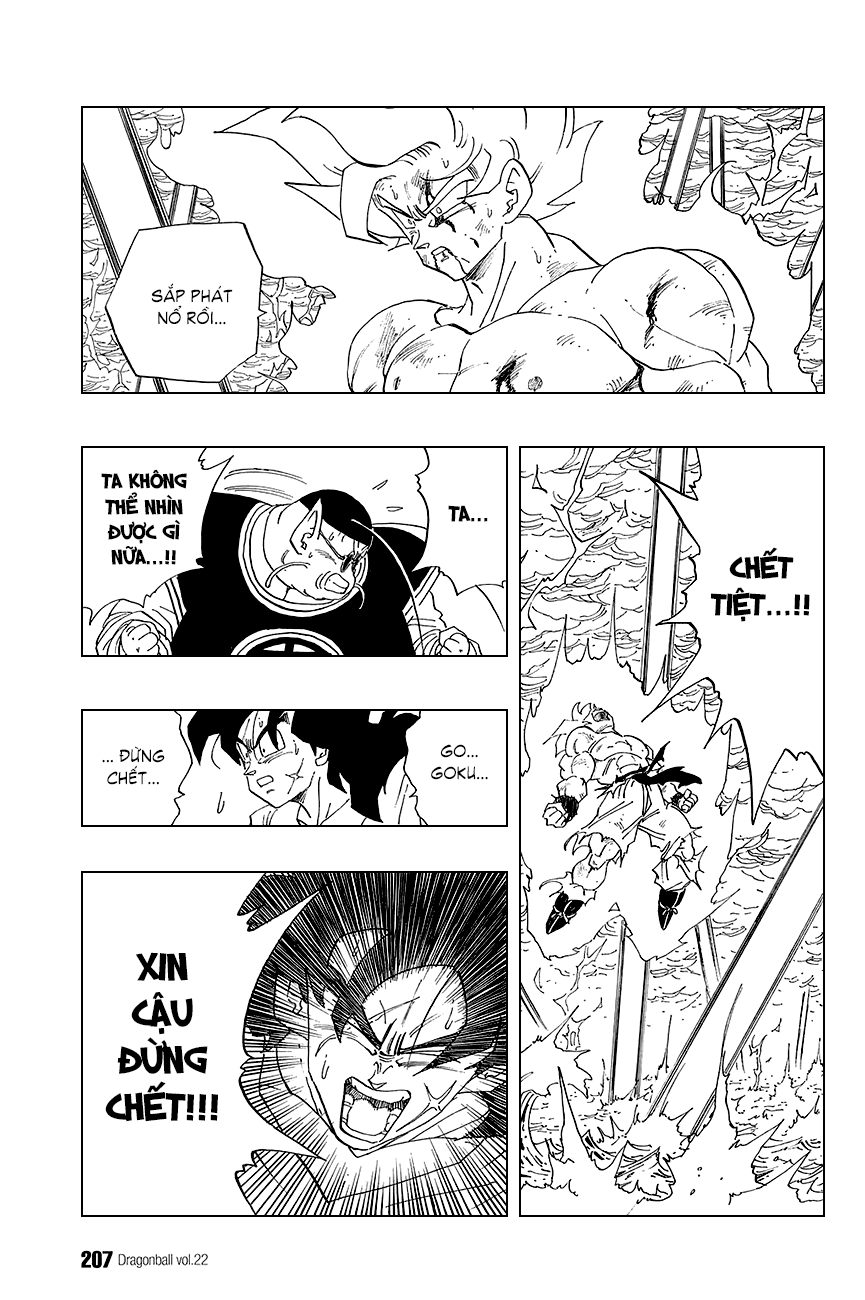 SẮP PHÁT
NỔ RỒI...
CHẾT
TIỆT...!!
TA...
TA KHÔNG
THỂ NHÌN
ĐƯỢC GÌ
NỮA...!!
GO...
GOKU...
... ĐỪNG
CHẾT...
XIN
CẬU
ĐỪNG
CHẾT!!!
207 Dragonball vol.22